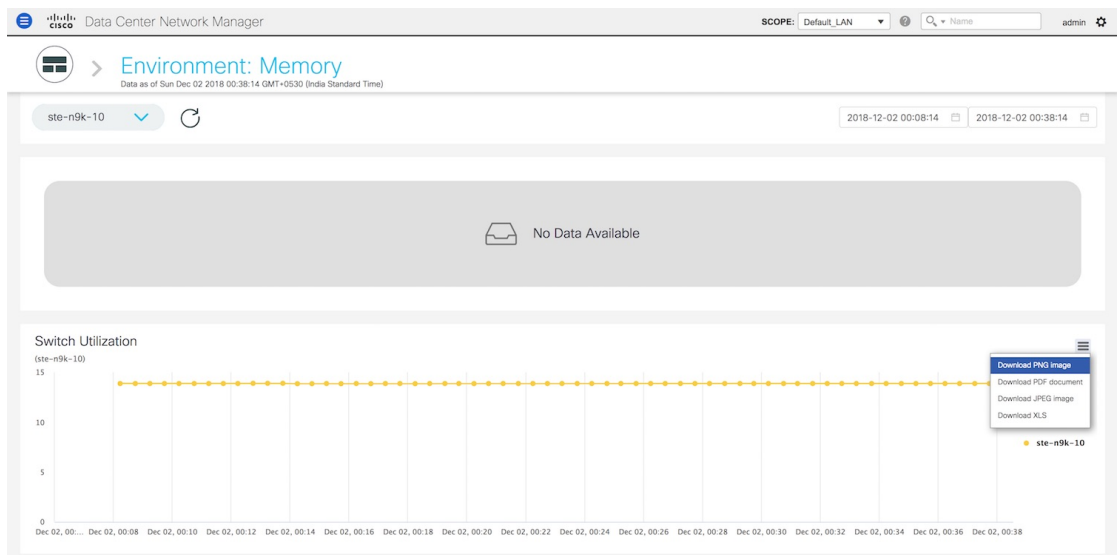 cisco Data Center Network Manager
SCOPE: Default_LAN
Name
admin
Environment: Memory
Data as of Sun Dec 02 2018 00:38:14 GMT+0530 (India Standard Time)
ste-n9k-10
2018-12-02 00:08:14
2018-12-02 00:38:14
No Data Available
Switch Utilization
(ste-n9k-10)
Download PNG image
Download PDF document
Download JPEG image
Download XLS
15
10
5
0
ste-n9k-10
Dec 02, 00:... Dec 02, 00:08 Dec 02, 00:10 Dec 02, 00:12 Dec 02, 00:14 Dec 02, 00:16 Dec 02, 00:18 Dec 02, 00:20 Dec 02, 00:22 Dec 02, 00:24 Dec 02, 00:26 Dec 02, 00:28 Dec 02, 00:30 Dec 02, 00:32 Dec 02, 00:34 Dec 02, 00:36 Dec 02, 00:38